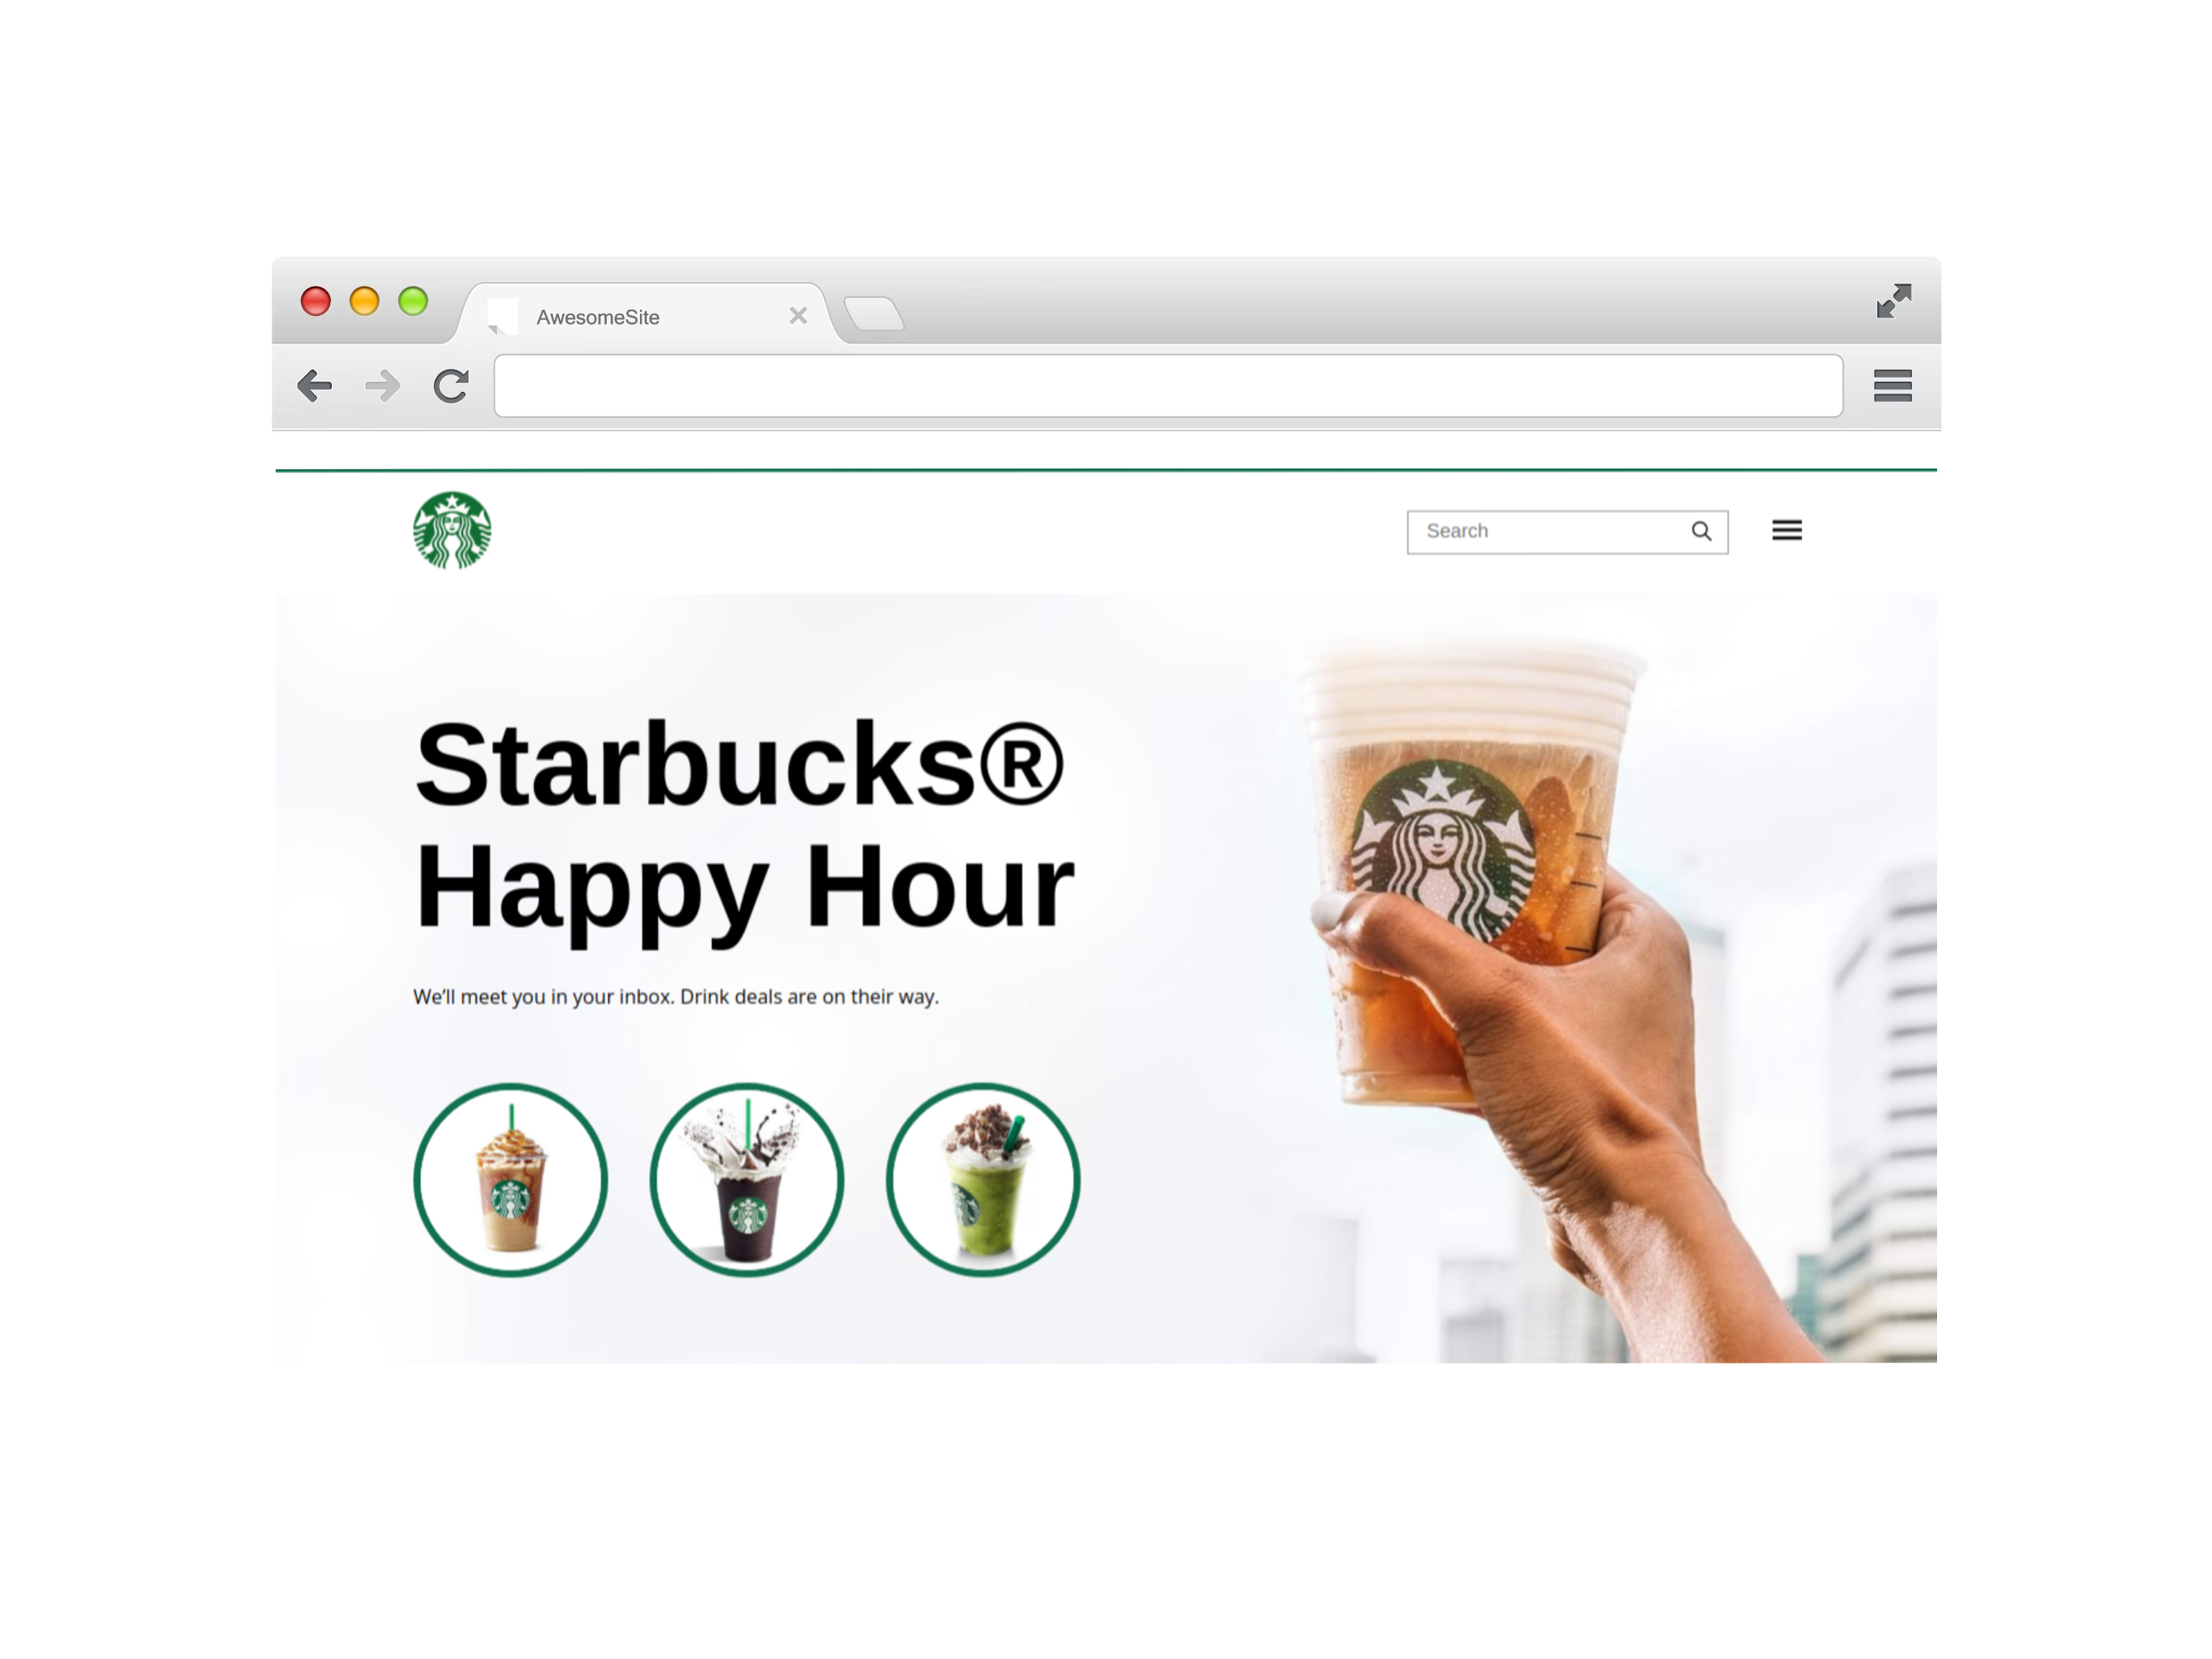 AwesomeSite
Search
Starbucks®
Happy Hour
We’ll meet you in your inbox. Drink deals are on their way.